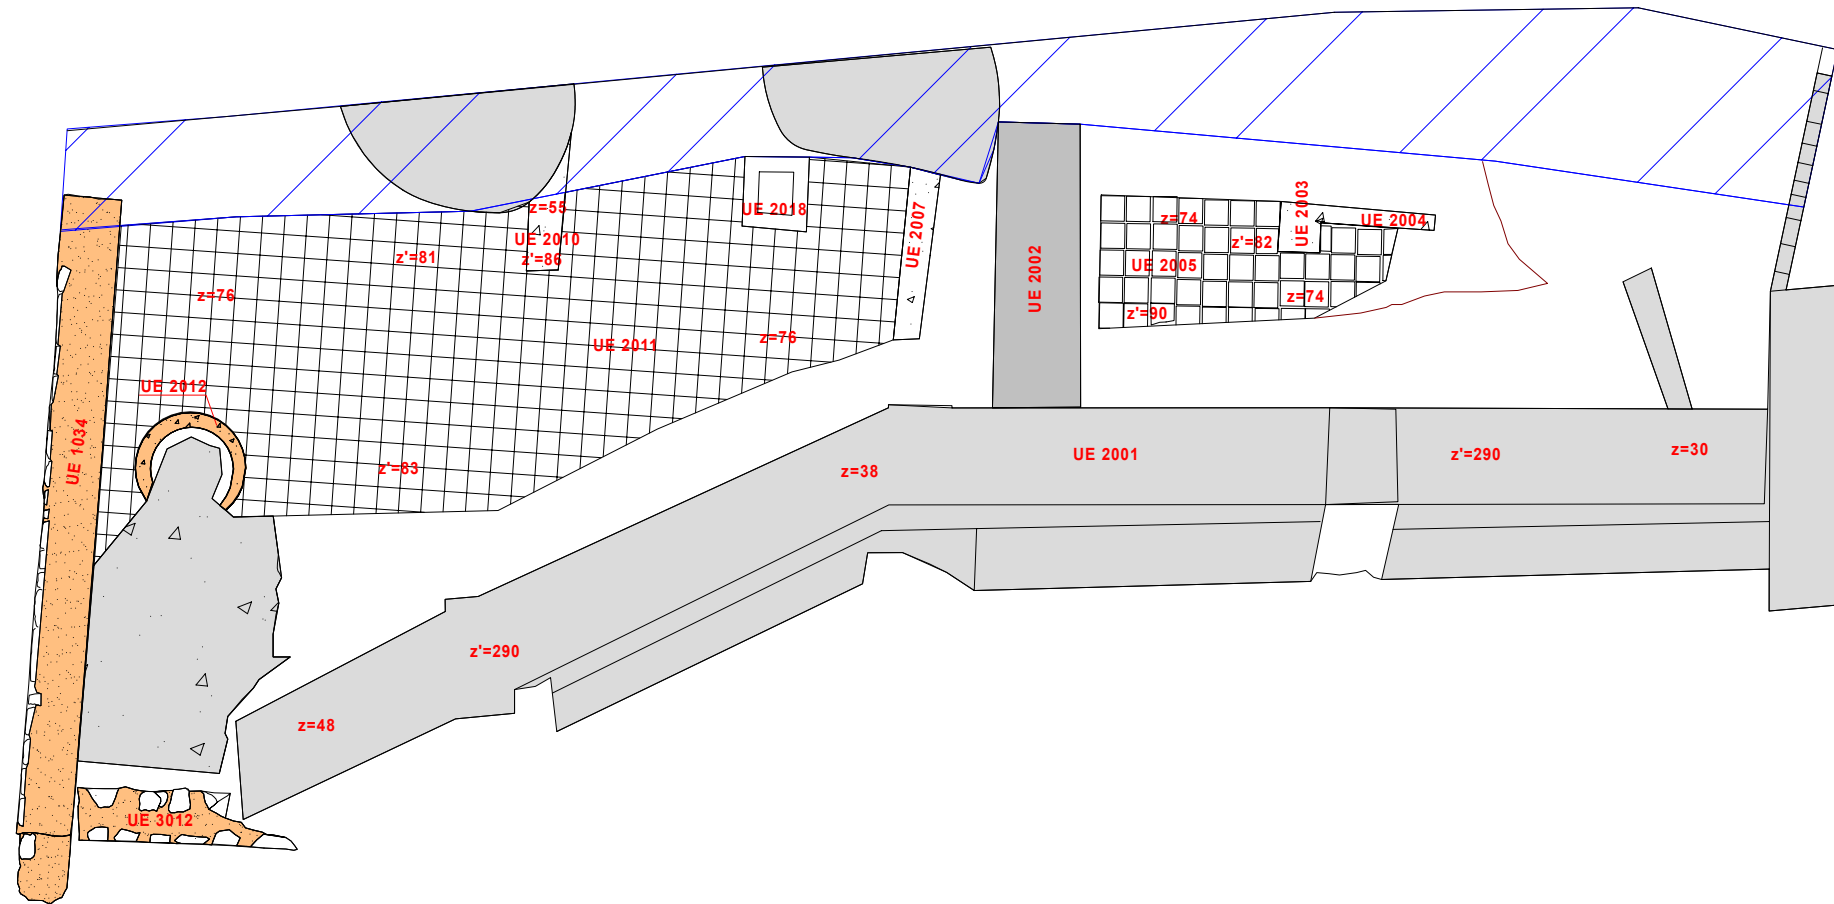 UE 2003
z=55
UE 2018
z=74
UE 2004
UE 2007
UE 2010
z'=82
z'=81
z'=86
UE 2005
UE 2002
z=76
z=74
z'=90
UE 2011
z=76
UE 2012
UE 1034
z'=83
z=38
UE 2001
z'=290
z=30
z'=290
z=48
UE 3012